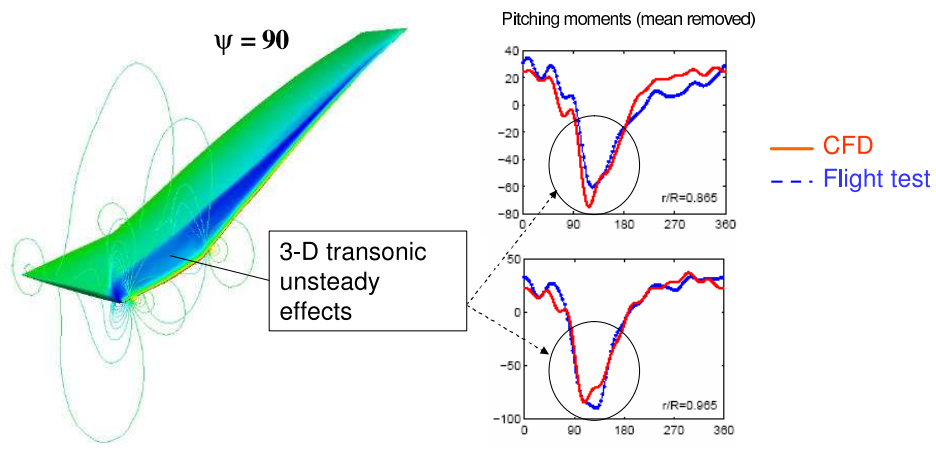 Pitching moments (mean removed)
ψ = 90
40
20
0
−20
−40
−60
−80
0
90
180
270
360
r/R=0.865
CFD
Flight test
3-D transonic
unsteady
effects
50
0
−50
−100
0
90
180
270
360
r/R=0.965